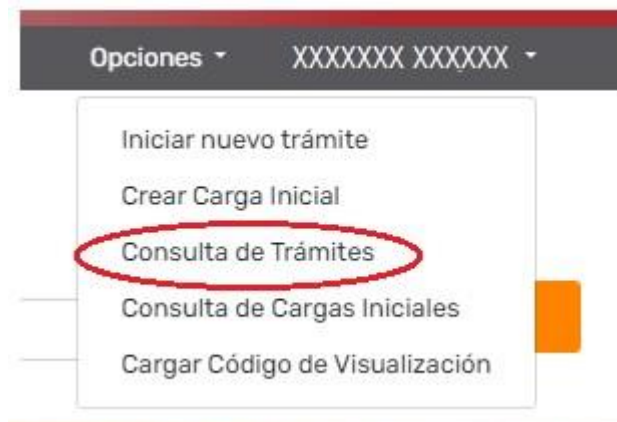 Opciones XXXXXXX XXXXXX
Iniciar nuevo trámite
Crear Carga Inicial
Consulta de Trámites
Consulta de Cargas Iniciales
Cargar Código de Visualización